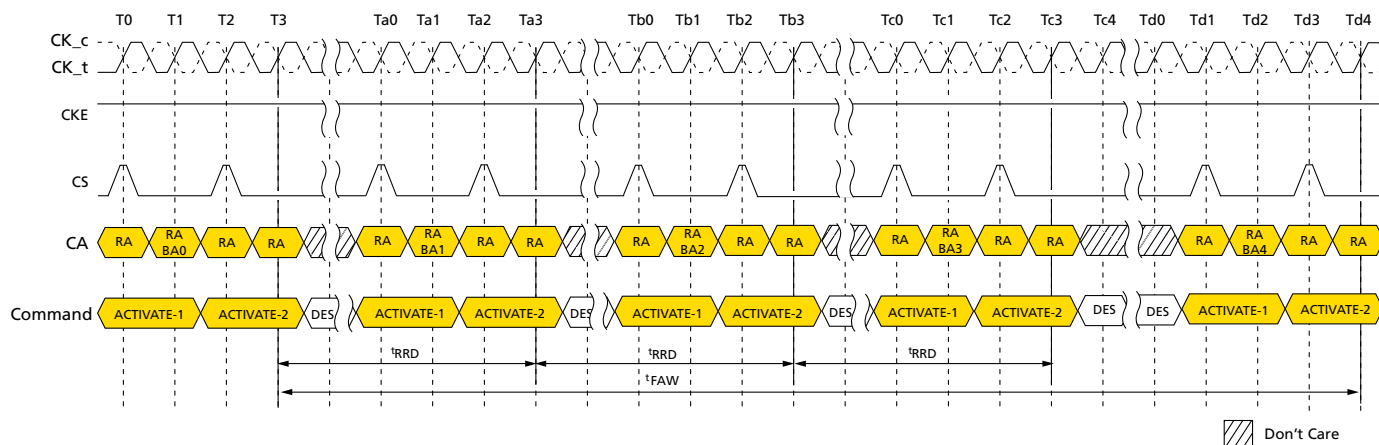 T0 T1 T2 T3 Ta0 Ta1 Ta2 Ta3 Tb0 Tb1 Tb2 Tb3 Tc0 Tc1 Tc2 Tc3 Tc4 Td0 Td1 Td2 Td3 Td4
CK_c
CK_t
CKE
CS
CA RA RA BA0 RA RA RA RA BA1 RA RA RA RA BA2 RA RA RA RA BA3 RA RA RA RA BA4 RA RA
Command ACTIVATE-1 ACTIVATE-2 DES ACTIVATE-1 ACTIVATE-2 DES ACTIVATE-1 ACTIVATE-2 DES ACTIVATE-1 ACTIVATE-2 DES DES ACTIVATE-1 ACTIVATE-2
tRRD tRRD tRRD
tFAW
Don't Care